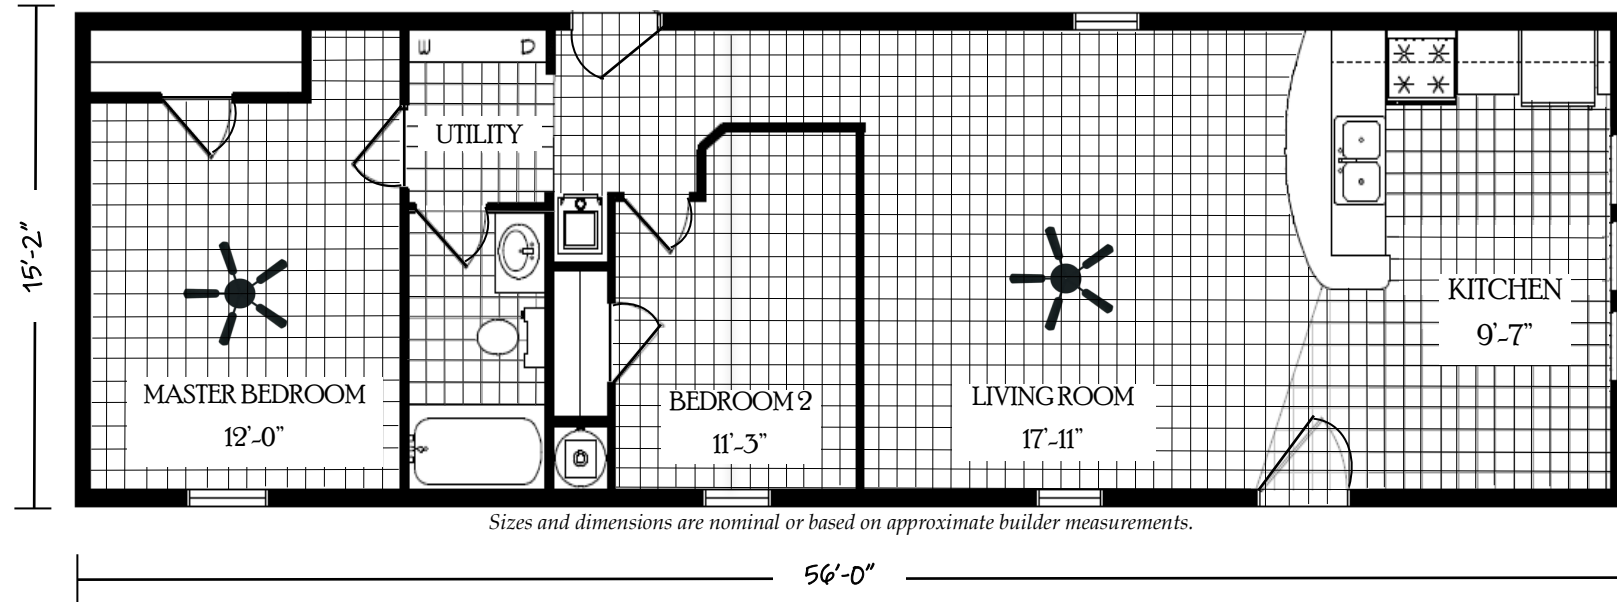 W D
UTILITY
15'-2"
KITCHEN
9'-7"
MASTER BEDROOM
12'-0"
BEDROOM 2
11'-3"
LIVING ROOM
17'-11"
Sizes and dimensions are nominal or based on approximate builder measurements.
56'-0"